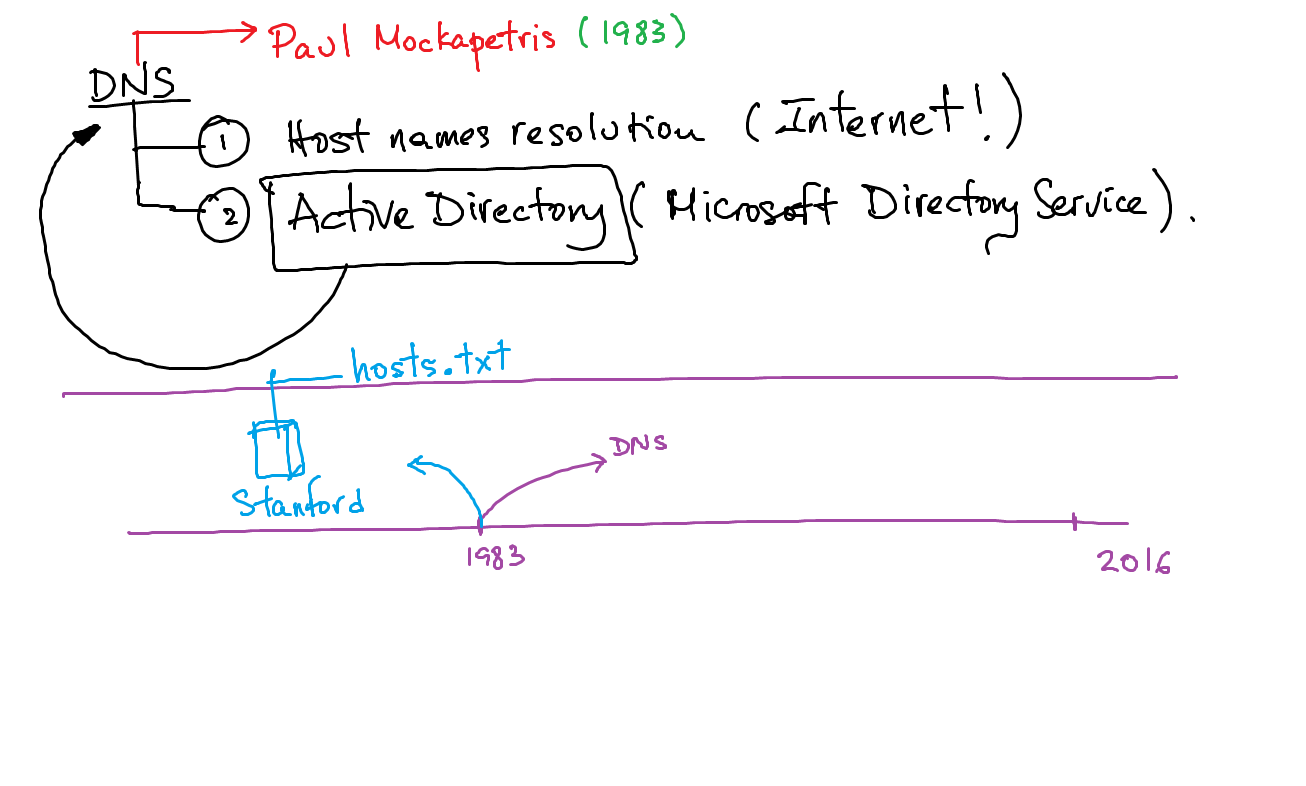 Paul Mockapetris (1983)
DNS
1 Host names resolution (Internet!)
2 Active Directory (Microsoft Directory Service).
hosts.txt
DNS
Stanford
1983
2016